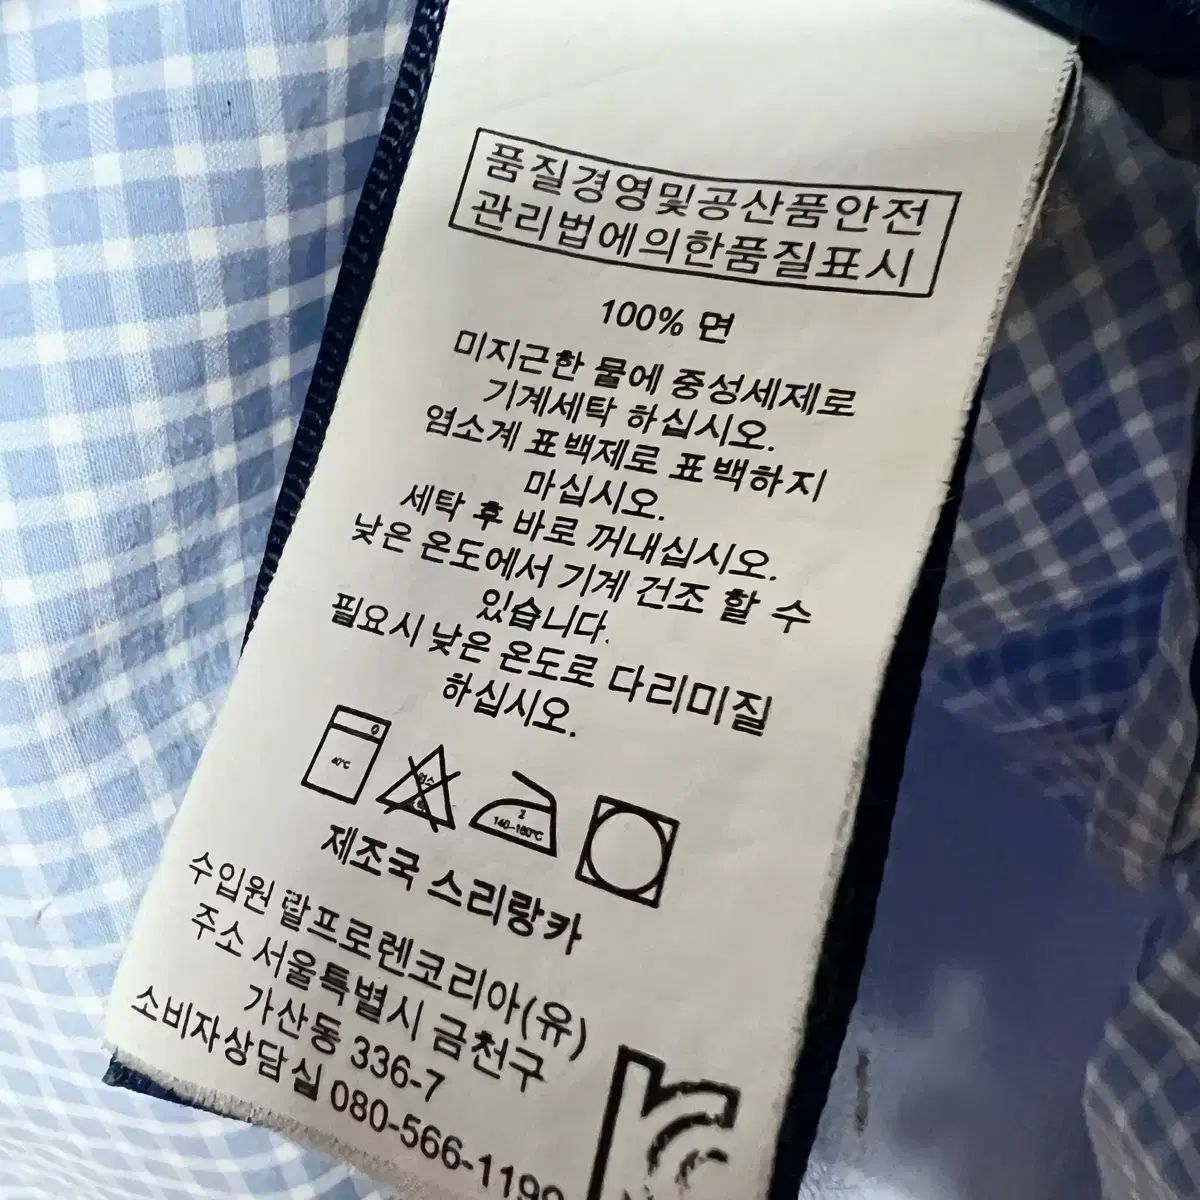 품질경영및공산품안전
관리법에의한품질표시
100% 면
미지근한 물에 중성세제로
기계세탁 하십시오.
염소계 표백제로 표백하지
마십시오.
세탁 후 바로 꺼내십시오.
낮은 온도에서 기계 건조 할 수
있습니다.
필요시 낮은 온도로 다리미질
하십시오.
40℃
염소
2
140-160℃
제조국 스리랑카
수입원 랄프로렌코리아(유)
주소 서울특별시 금천구
가산동 336-7
소비자상담실 080-566-1199